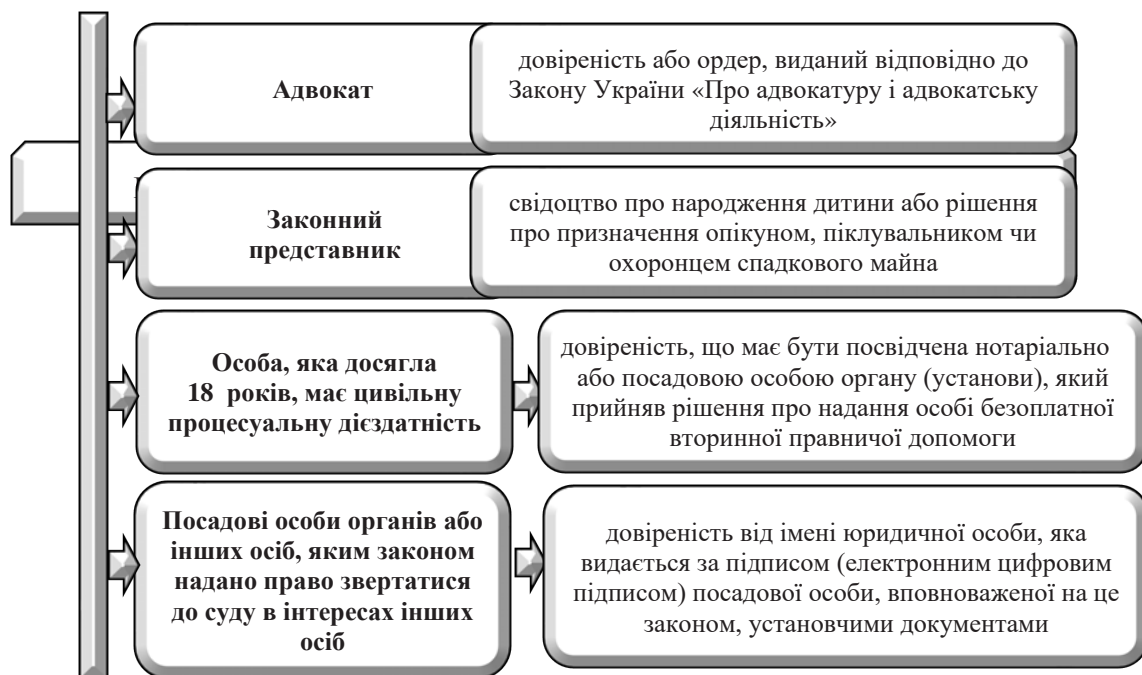 Адвокат
довіреність або ордер, виданий відповідно до
Закону України «Про адвокатуру і адвокатську
діяльність»
Законний
представник
свідоцтво про народження дитини або рішення
про призначення опікуном, піклувальником чи
охоронцем спадкового майна
Особа, яка досягла
18 років, має цивільну
процесуальну дієздатність
довіреність, що має бути посвідчена нотаріально
або посадовою особою органу (установи), який
прийняв рішення про надання особі безоплатної
вторинної правничої допомоги
Посадові особи органів або
інших осіб, яким законом
надано право звертатися
до суду в інтересах інших
осіб
довіреність від імені юридичної особи, яка
видається за підписом (електронним цифровим
підписом) посадової особи, вповноваженої на це
законом, установчими документами